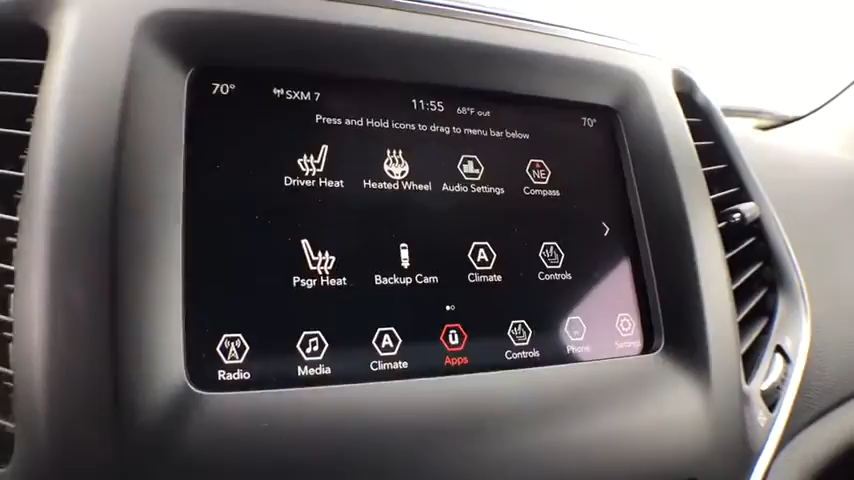 70° SXM 7 11:55 68°F out 70°
Press and Hold icons to drag to menu bar below
NE
Driver Heat Heated Wheel Audio Settings Compass
A
Psgr Heat Backup Cam Climate Controls
A ū
Radio Media Climate Apps Controls Phone Settings